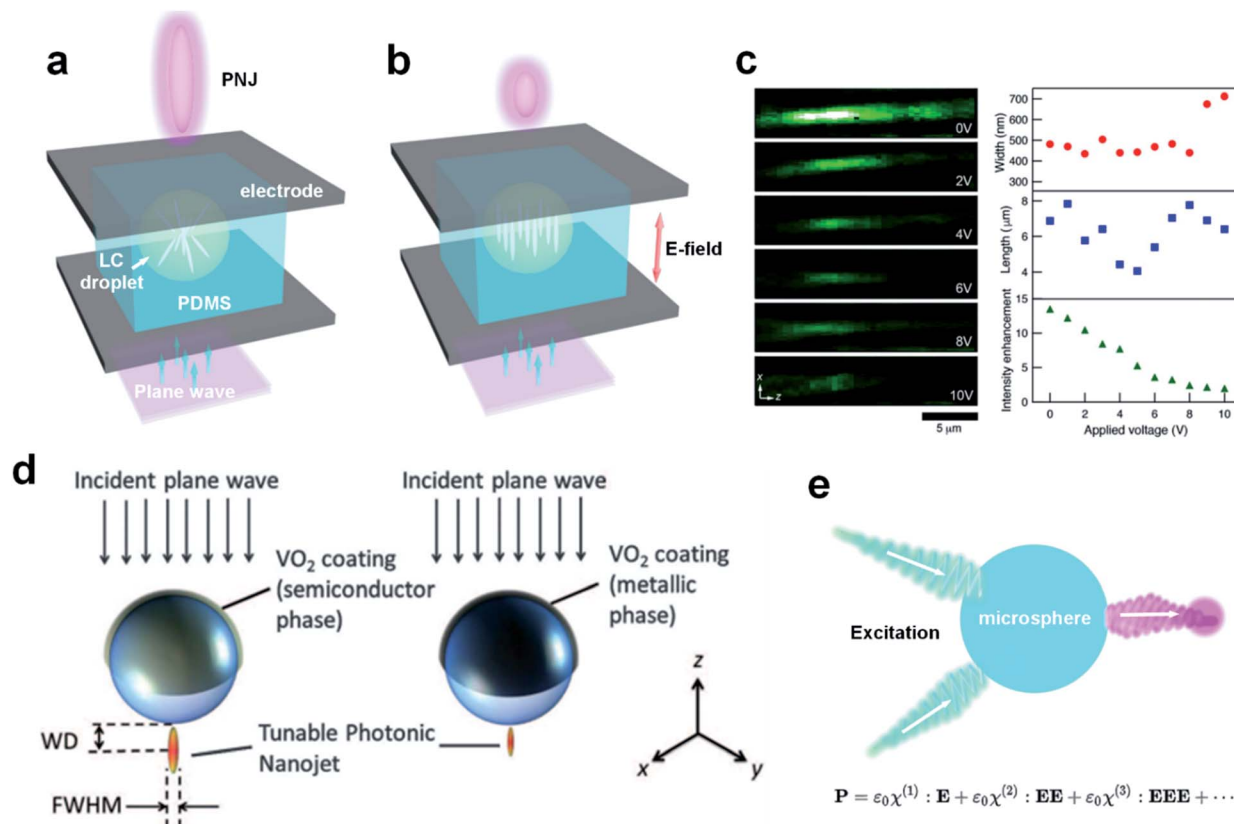 a
PNJ
electrode
LC
droplet
PDMS
Plane wave
b
E-field
c
0V
2V
4V
6V
8V
10V
x
z
5 μm
Width (nm)
700
600
500
400
300
Length (μm)
8
6
4
Intensity enhancement
15
10
5
0
0 2 4 6 8 10
Applied voltage (V)
d
Incident plane wave
VO₂ coating
(semiconductor
phase)
WD
FWHM
Tunable Photonic
Nanojet
Incident plane wave
VO₂ coating
(metallic
phase)
z
x
y
e
Excitation
microsphere
P = ε₀χ⁽¹⁾ : E + ε₀χ⁽²⁾ : EE + ε₀χ⁽³⁾ : EEE + ···